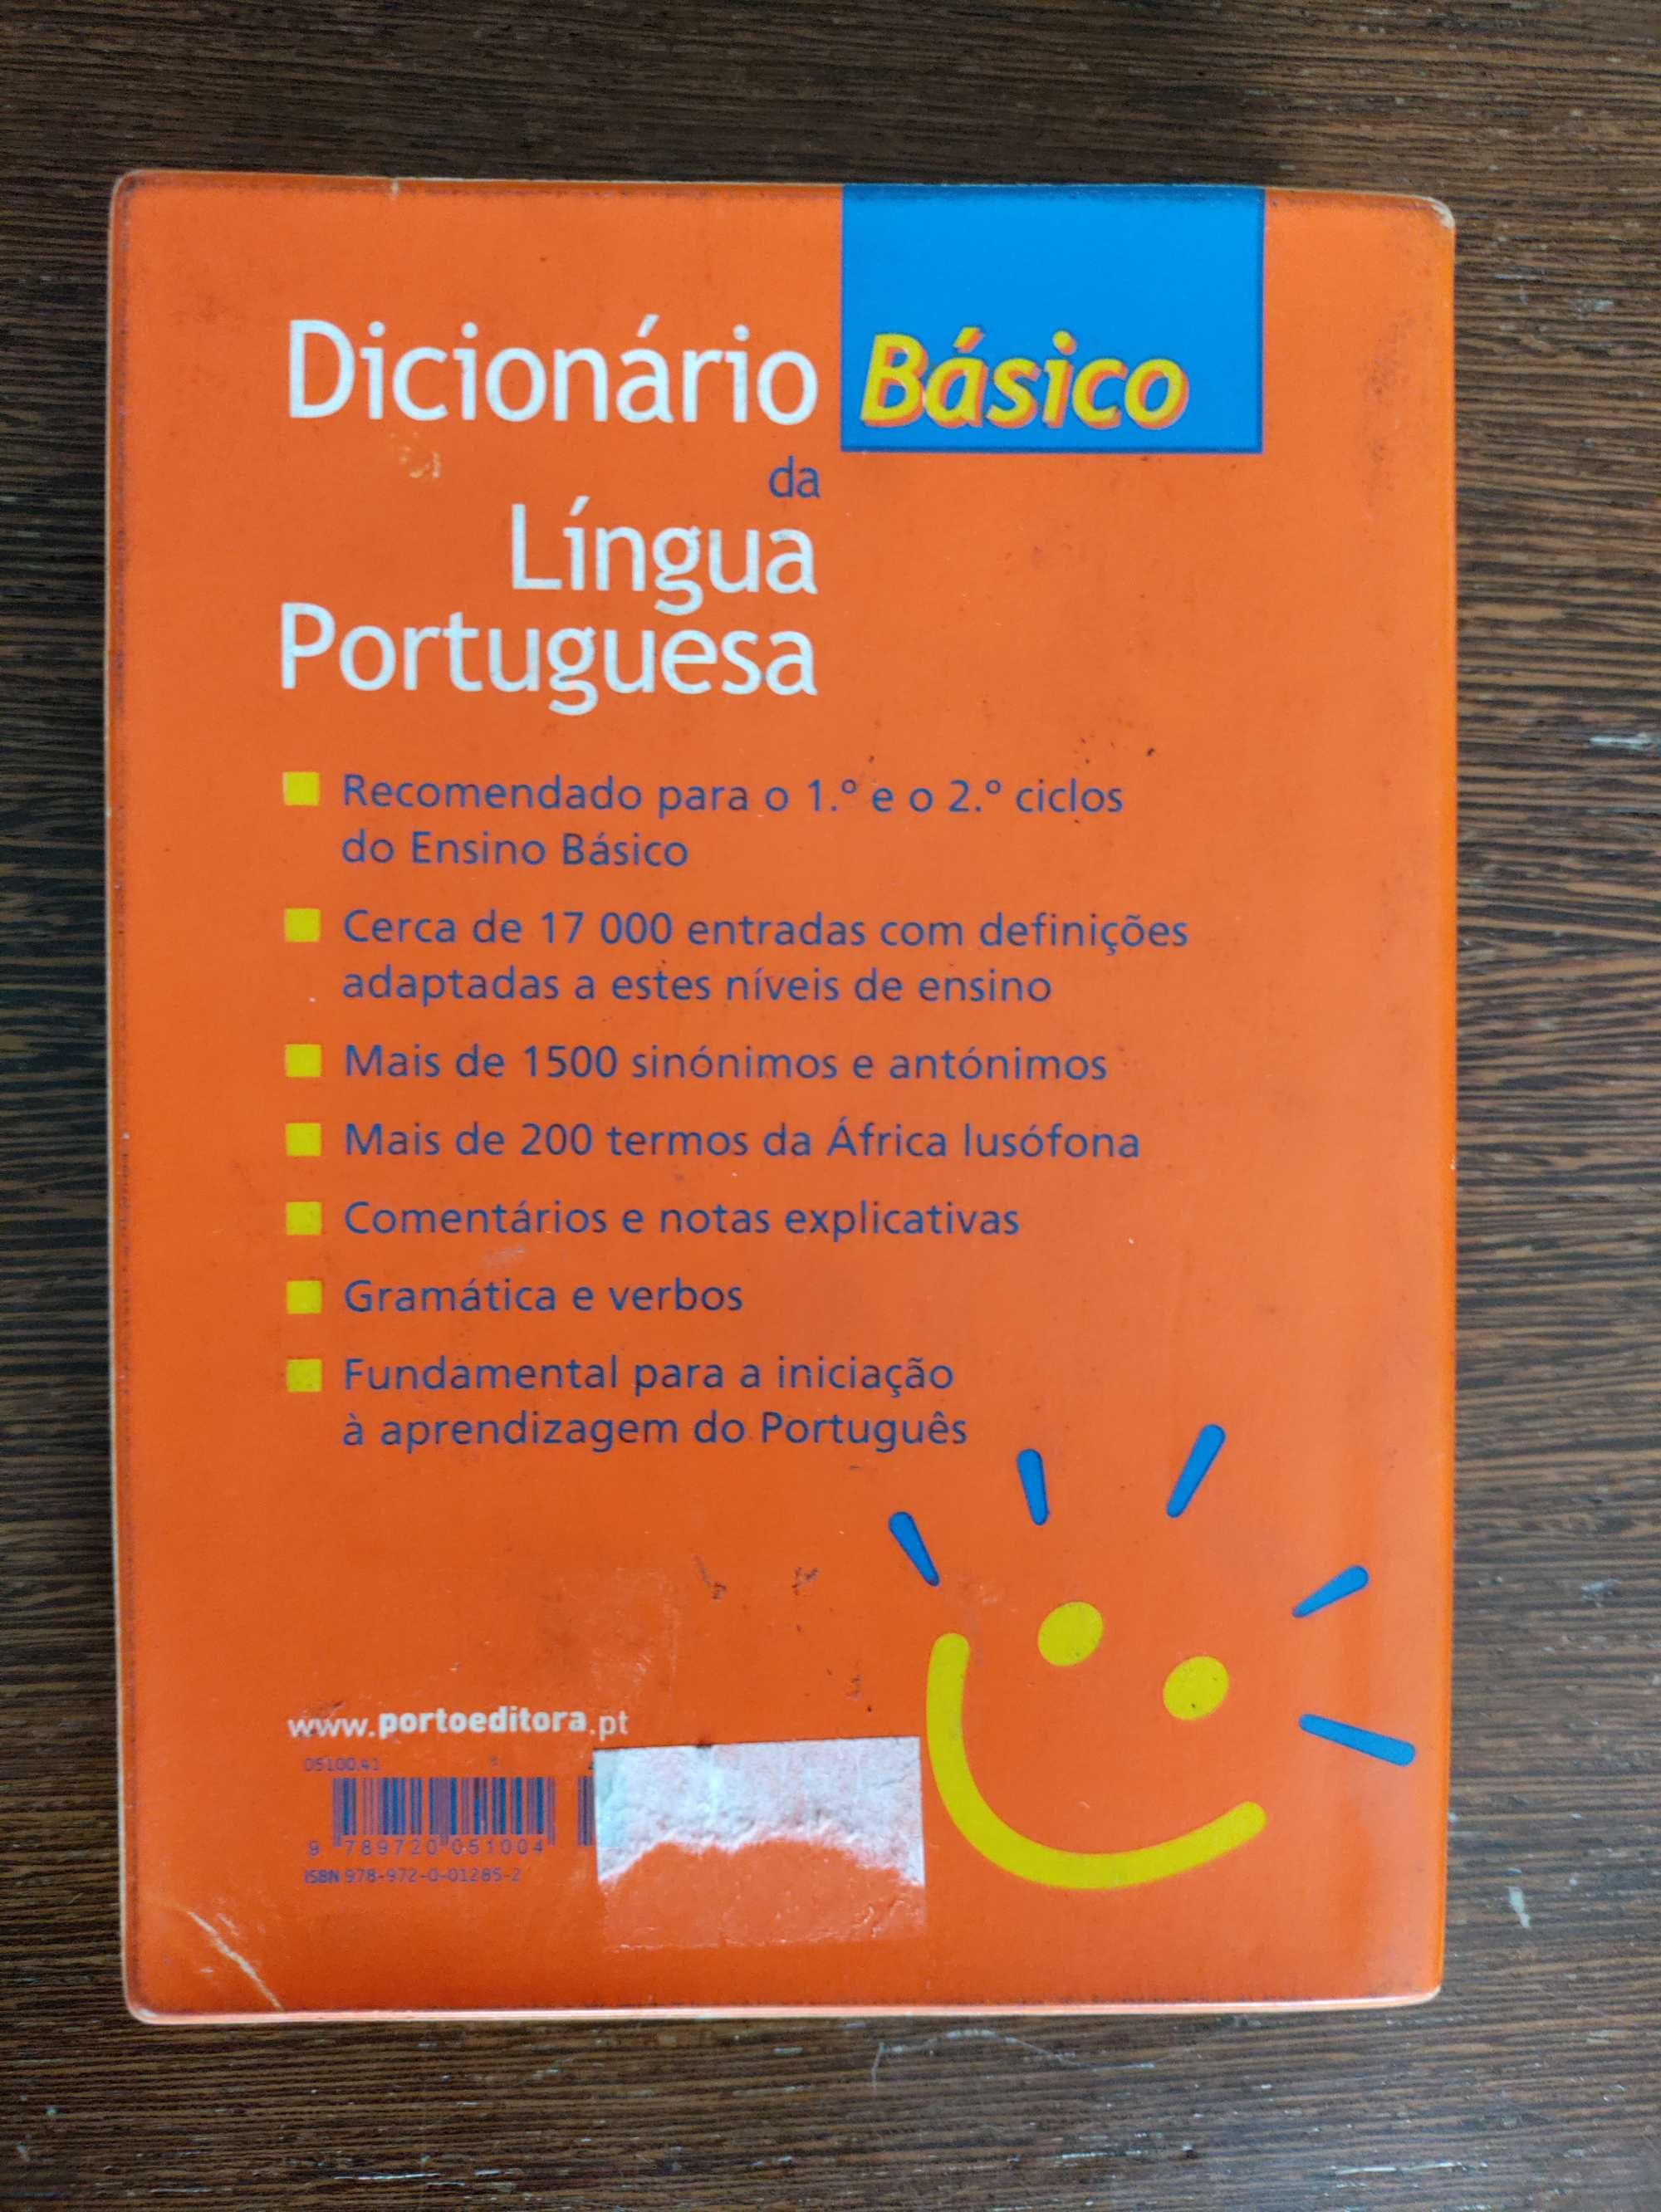 Dicionário Básico
da
Língua
Portuguesa
Recomendado para o 1.º e o 2.º ciclos
do Ensino Básico
Cerca de 17 000 entradas com definições
adaptadas a estes níveis de ensino
Mais de 1500 sinónimos e antónimos
Mais de 200 termos da África lusófona
Comentários e notas explicativas
Gramática e verbos
Fundamental para a iniciação
à aprendizagem do Português
www.portoeditora.pt
05100.41
9 789720 051004
ISBN 978-972-0-01285-2